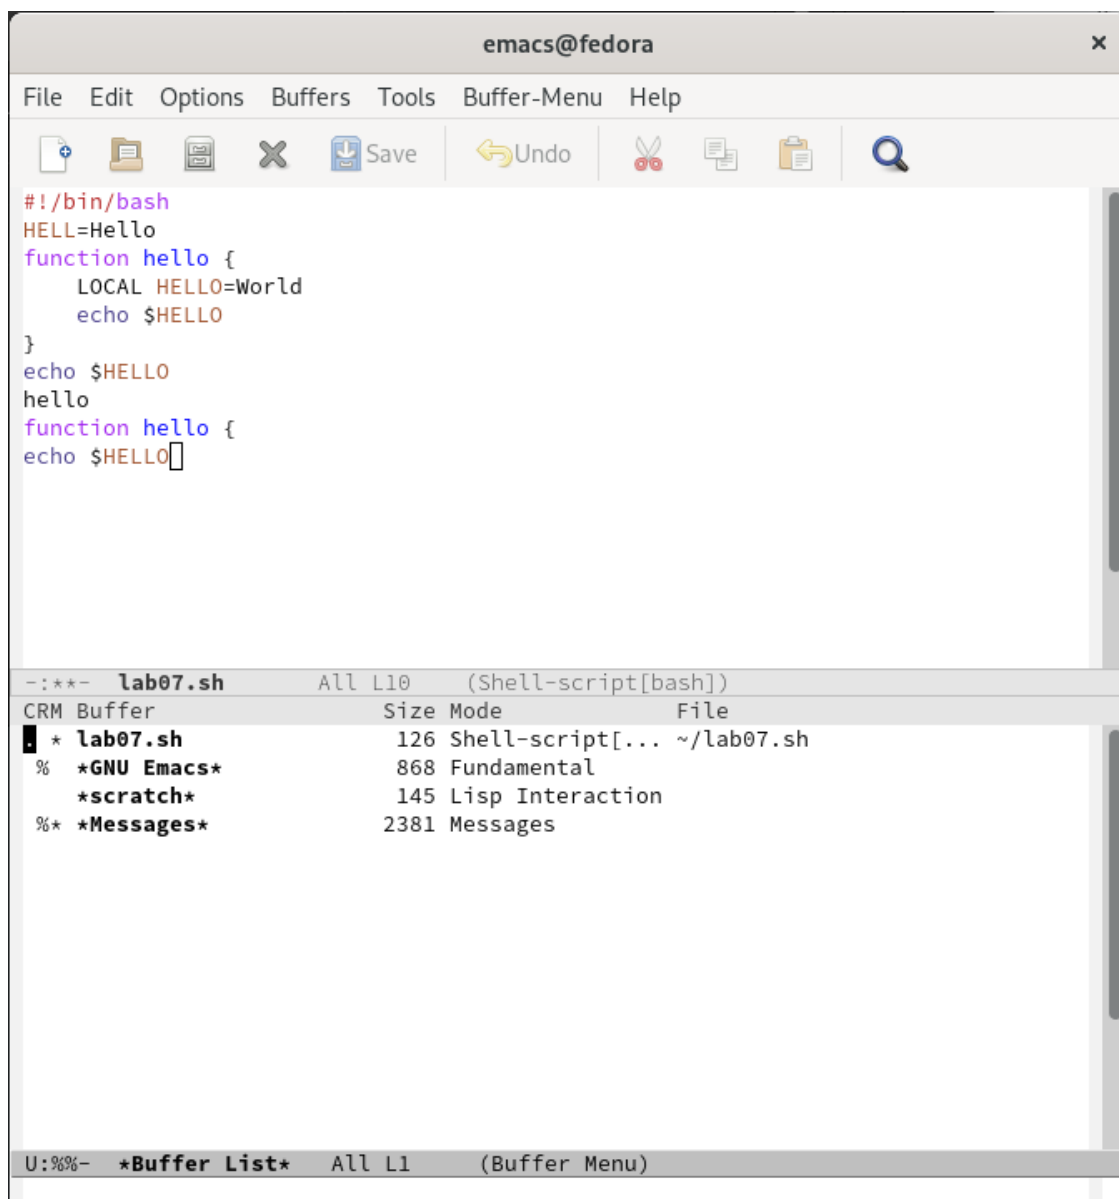 emacs@fedora ×
File Edit Options Buffers Tools Buffer-Menu Help
Save Undo
#!/bin/bash
HELL=Hello
function hello {
    LOCAL HELLO=World
    echo $HELLO
}
echo $HELLO
hello
function hello {
echo $HELLO
-:**-  lab07.sh       All L10    (Shell-script[bash])
CRM Buffer                 Size Mode             File
. * lab07.sh                126 Shell-script[... ~/lab07.sh
 %  *GNU Emacs*             868 Fundamental
    *scratch*               145 Lisp Interaction
 %* *Messages*             2381 Messages
U:%%-  *Buffer List*   All L1     (Buffer Menu)